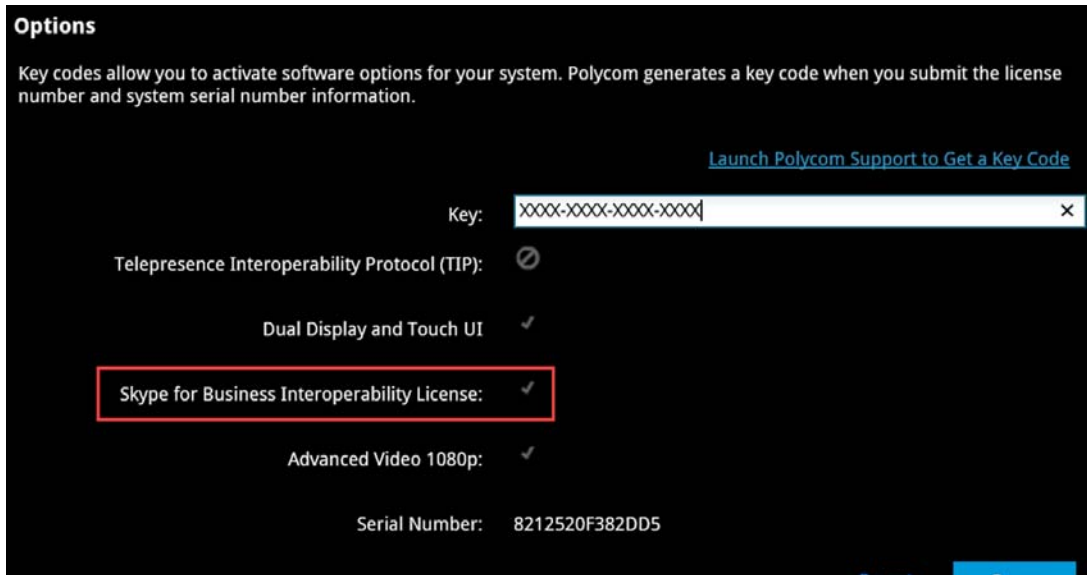 Options
Key codes allow you to activate software options for your system. Polycom generates a key code when you submit the license
number and system serial number information.
Launch Polycom Support to Get a Key Code
Key: XXXX-XXXX-XXXX-XXXX
Telepresence Interoperability Protocol (TIP):
Dual Display and Touch UI
Skype for Business Interoperability License:
Advanced Video 1080p:
Serial Number: 8212520F382DD5